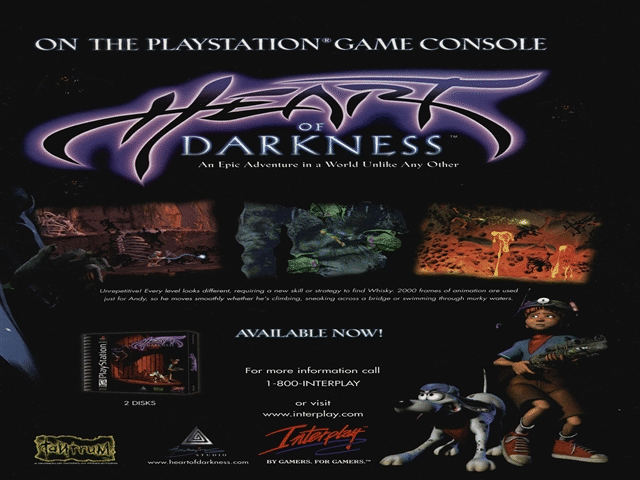 ON THE PLAYSTATION® GAME CONSOLE
HEART
OF
DARKNESS™
An Epic Adventure in a World Unlike Any Other
Unrepetitive! Every level looks different, requiring a new skill or strategy to find Whisky. 2000 frames of animation are used
just for Andy, so he moves smoothly whether he's climbing, sneaking across a bridge or swimming through murky waters.
AVAILABLE NOW!
PlayStation
2 DISKS
For more information call
1-800-INTERPLAY
or visit
www.interplay.com
tantrum
STUDIO
www.heartofdarkness.com
Interplay™
BY GAMERS. FOR GAMERS.™